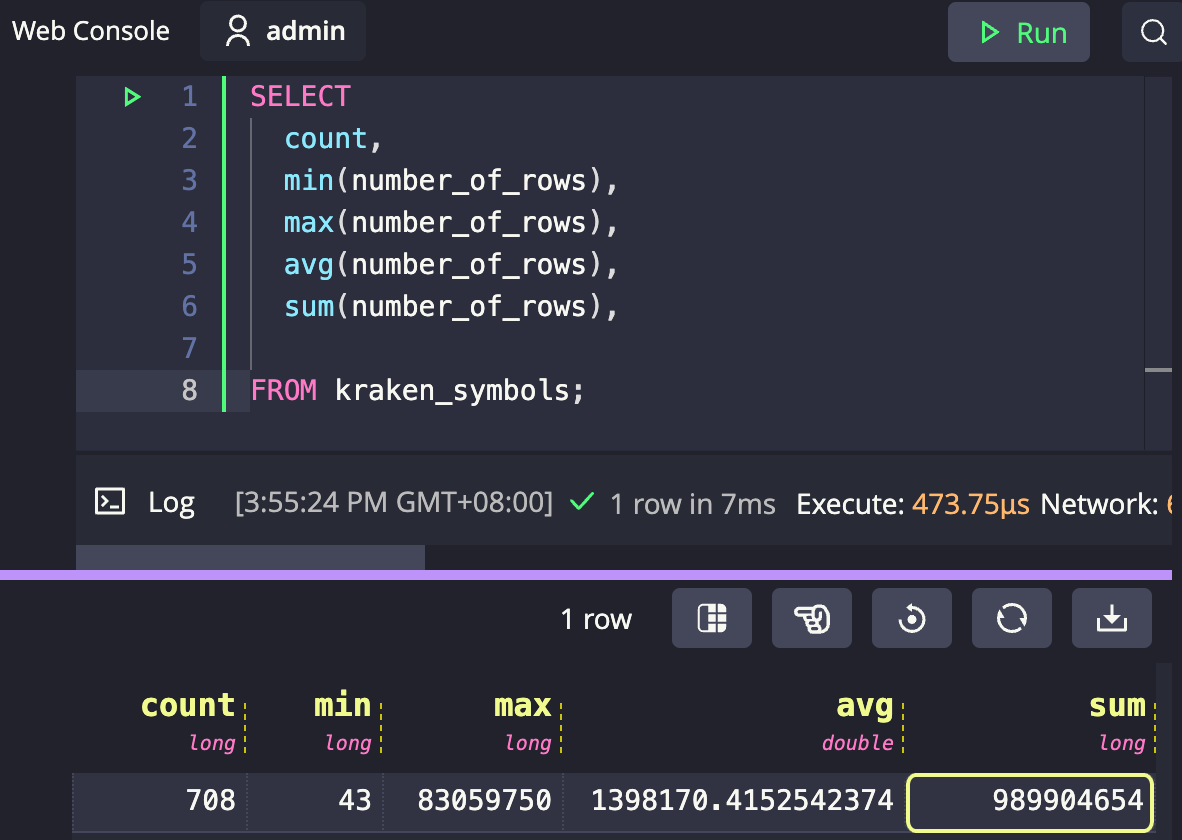 Web Console admin Run
1 SELECT
2 count,
3 min(number_of_rows),
4 max(number_of_rows),
5 avg(number_of_rows),
6 sum(number_of_rows),
7
8 FROM kraken_symbols;
Log [3:55:24 PM GMT+08:00] 1 row in 7ms Execute: 473.75μs Network:
1 row
count min max avg sum
long long long double long
708 43 83059750 1398170.4152542374 989904654